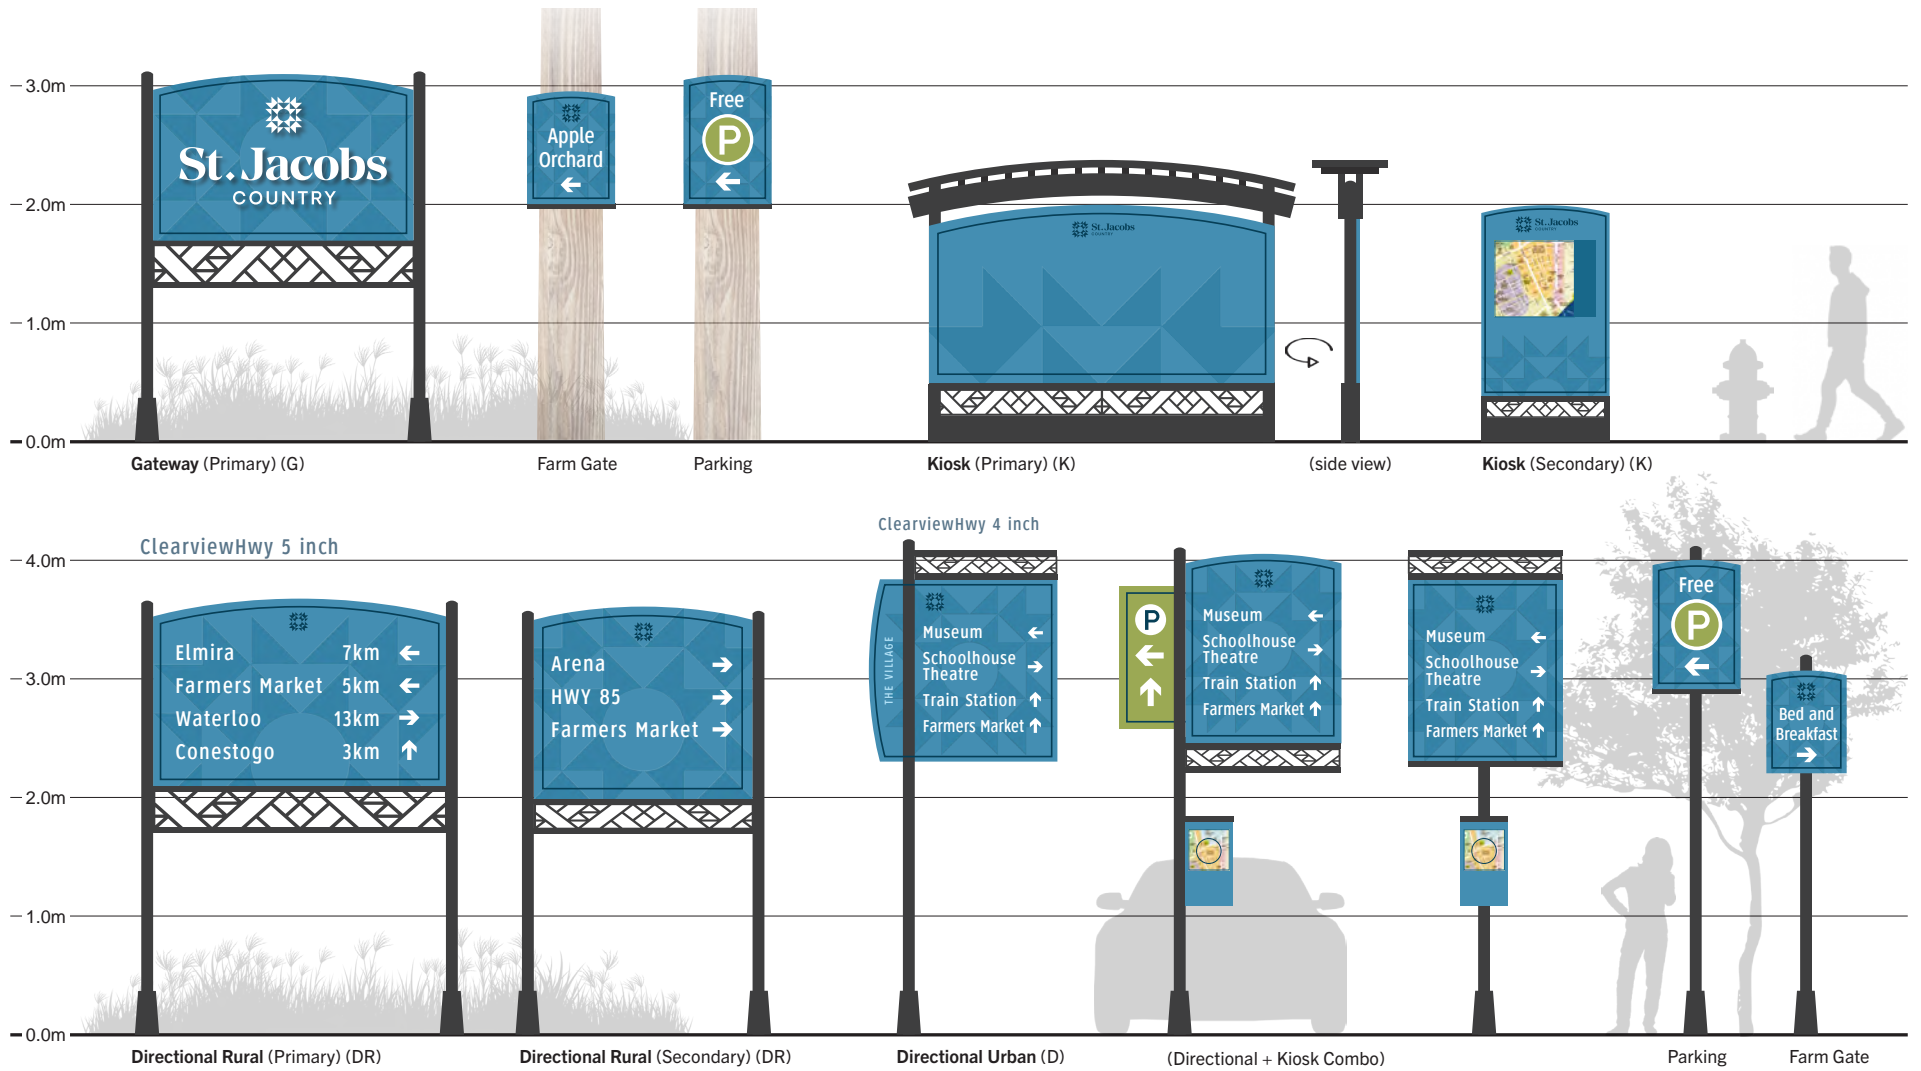 3.0m
2.0m
1.0m
0.0m
St. Jacobs
COUNTRY
Apple
Orchard
Free
P
St. Jacobs
COUNTRY
St. Jacobs
COUNTRY
Gateway (Primary) (G)
Farm Gate
Parking
Kiosk (Primary) (K)
(side view)
Kiosk (Secondary) (K)
ClearviewHwy 5 inch
ClearviewHwy 4 inch
4.0m
3.0m
2.0m
1.0m
0.0m
Elmira 7km ←
Farmers Market 5km ←
Waterloo 13km →
Conestogo 3km ↑
Arena →
HWY 85 →
Farmers Market →
THE VILLAGE
Museum ←
Schoolhouse
Theatre →
Train Station ↑
Farmers Market ↑
P
Museum ←
Schoolhouse
Theatre →
Train Station ↑
Farmers Market ↑
Museum ←
Schoolhouse
Theatre →
Train Station ↑
Farmers Market ↑
Free
P
Bed and
Breakfast
Directional Rural (Primary) (DR)
Directional Rural (Secondary) (DR)
Directional Urban (D)
(Directional + Kiosk Combo)
Parking
Farm Gate